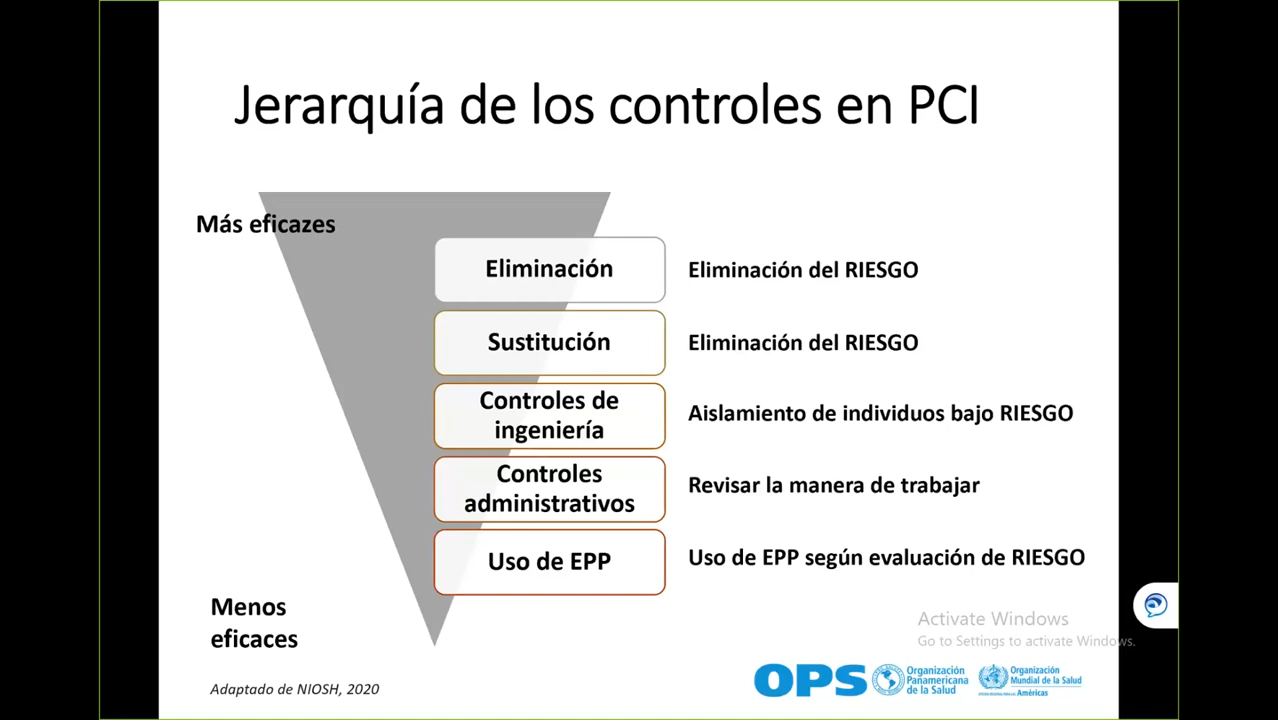 Jerarquía de los controles en PCI
Más eficazes
Eliminación
Eliminación del RIESGO
Sustitución
Eliminación del RIESGO
Controles de
ingeniería
Aislamiento de individuos bajo RIESGO
Controles
administrativos
Revisar la manera de trabajar
Uso de EPP
Uso de EPP según evaluación de RIESGO
Menos
eficaces
Activate Windows
Go to Settings to activate Windows.
Adaptado de NIOSH, 2020
OPS
Organización
Panamericana
de la Salud
Organización
Mundial de la Salud
Américas